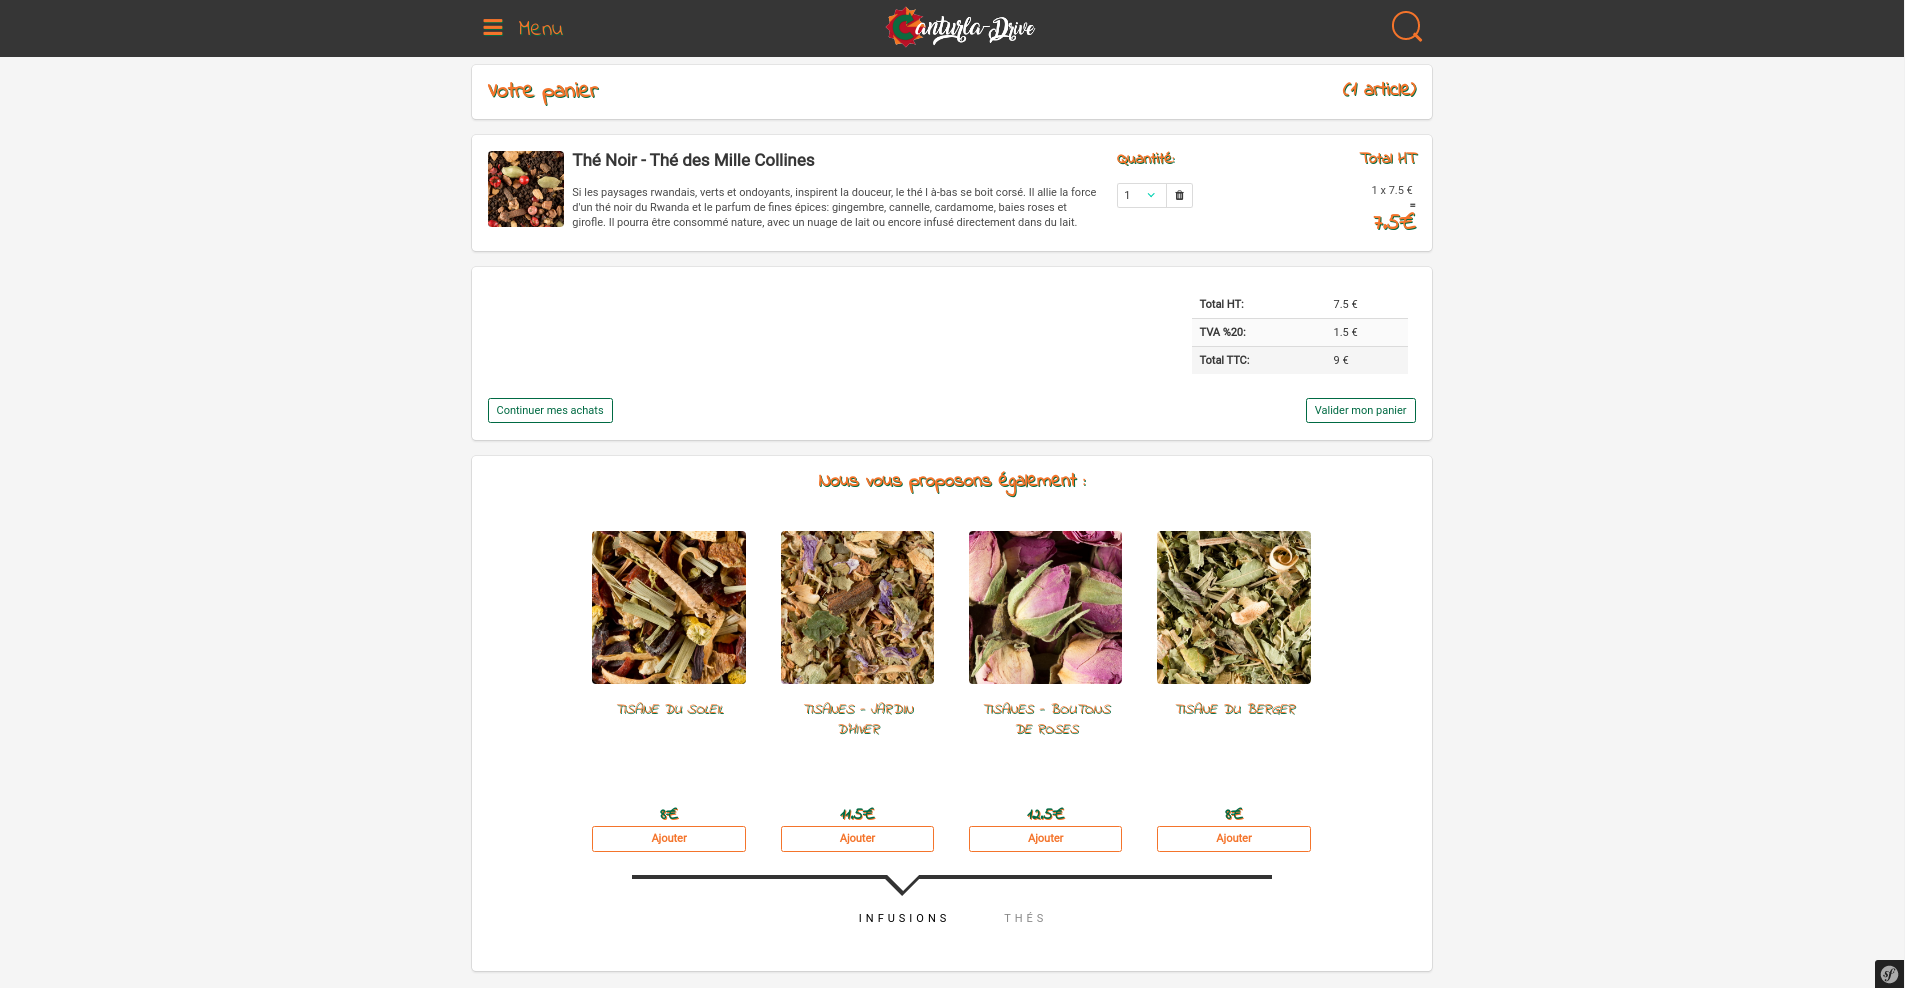 Menu
Canturla-Drive
Votre panier
(1 article)
Thé Noir - Thé des Mille Collines
Si les paysages rwandais, verts et ondoyants, inspirent la douceur, le thé l à-bas se boit corsé. Il allie la force
d'un thé noir du Rwanda et le parfum de fines épices: gingembre, cannelle, cardamome, baies roses et
girofle. Il pourra être consommé nature, avec un nuage de lait ou encore infusé directement dans du lait.
Quantité:
1
Total HT
1 x 7.5 €
=
7.5€
Total HT: 7.5 €
TVA %20: 1.5 €
Total TTC: 9 €
Continuer mes achats
Valider mon panier
Nous vous proposons également :
TISANE DU SOLEIL
TISANES - JARDIN
D'HIVER
TISANES - BOUTONS
DE ROSES
TISANE DU BERGER
8€
11.5€
12.5€
8€
Ajouter
Ajouter
Ajouter
Ajouter
INFUSIONS
THÉS
sf